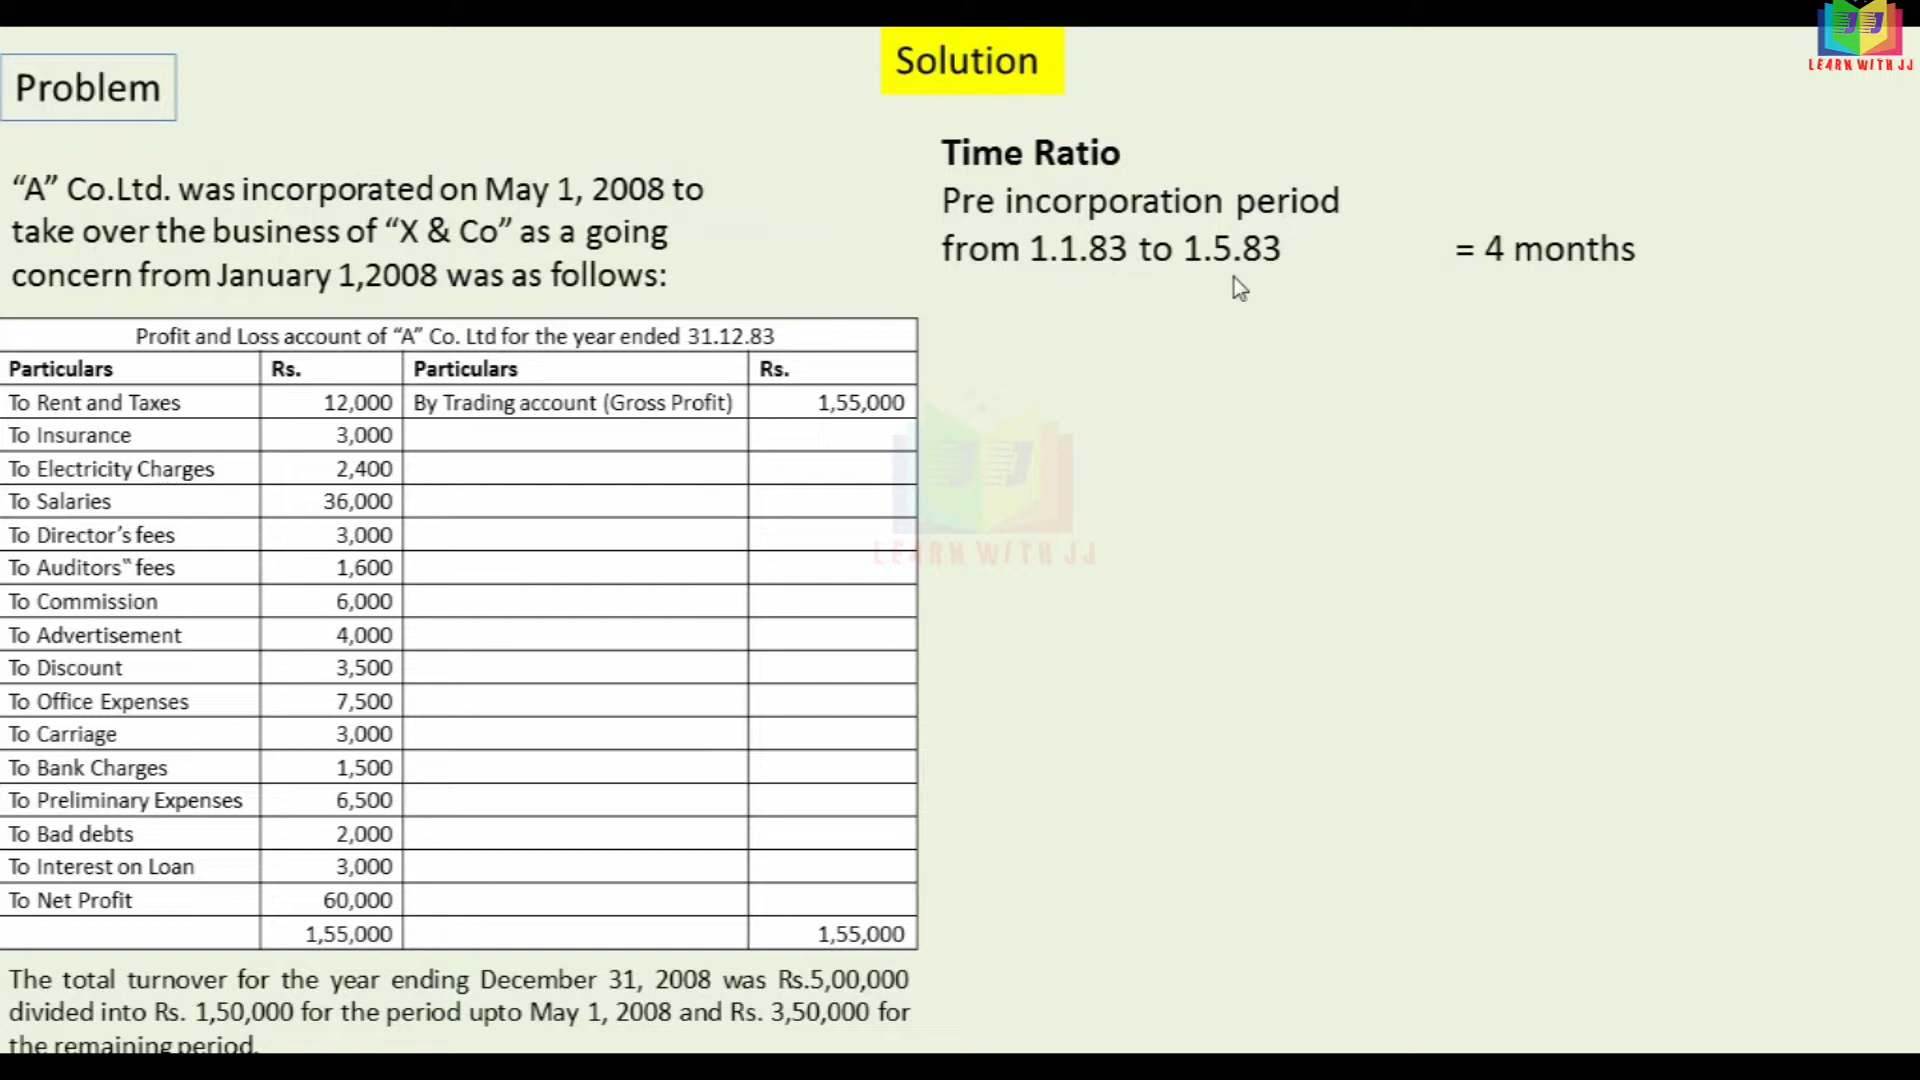 Solution
LEARN WITH JJ
Problem
“A” Co.Ltd. was incorporated on May 1, 2008 to
take over the business of “X & Co” as a going
concern from January 1,2008 was as follows:
Time Ratio
Pre incorporation period
from 1.1.83 to 1.5.83 = 4 months
Profit and Loss account of “A” Co. Ltd for the year ended 31.12.83
Particulars Rs. Particulars Rs.
To Rent and Taxes 12,000 By Trading account (Gross Profit) 1,55,000
To Insurance 3,000
To Electricity Charges 2,400
To Salaries 36,000
To Director’s fees 3,000
To Auditors‟ fees 1,600
To Commission 6,000
To Advertisement 4,000
To Discount 3,500
To Office Expenses 7,500
To Carriage 3,000
To Bank Charges 1,500
To Preliminary Expenses 6,500
To Bad debts 2,000
To Interest on Loan 3,000
To Net Profit 60,000
1,55,000 1,55,000
LEARN WITH JJ
The total turnover for the year ending December 31, 2008 was Rs.5,00,000
divided into Rs. 1,50,000 for the period upto May 1, 2008 and Rs. 3,50,000 for
the remaining period.